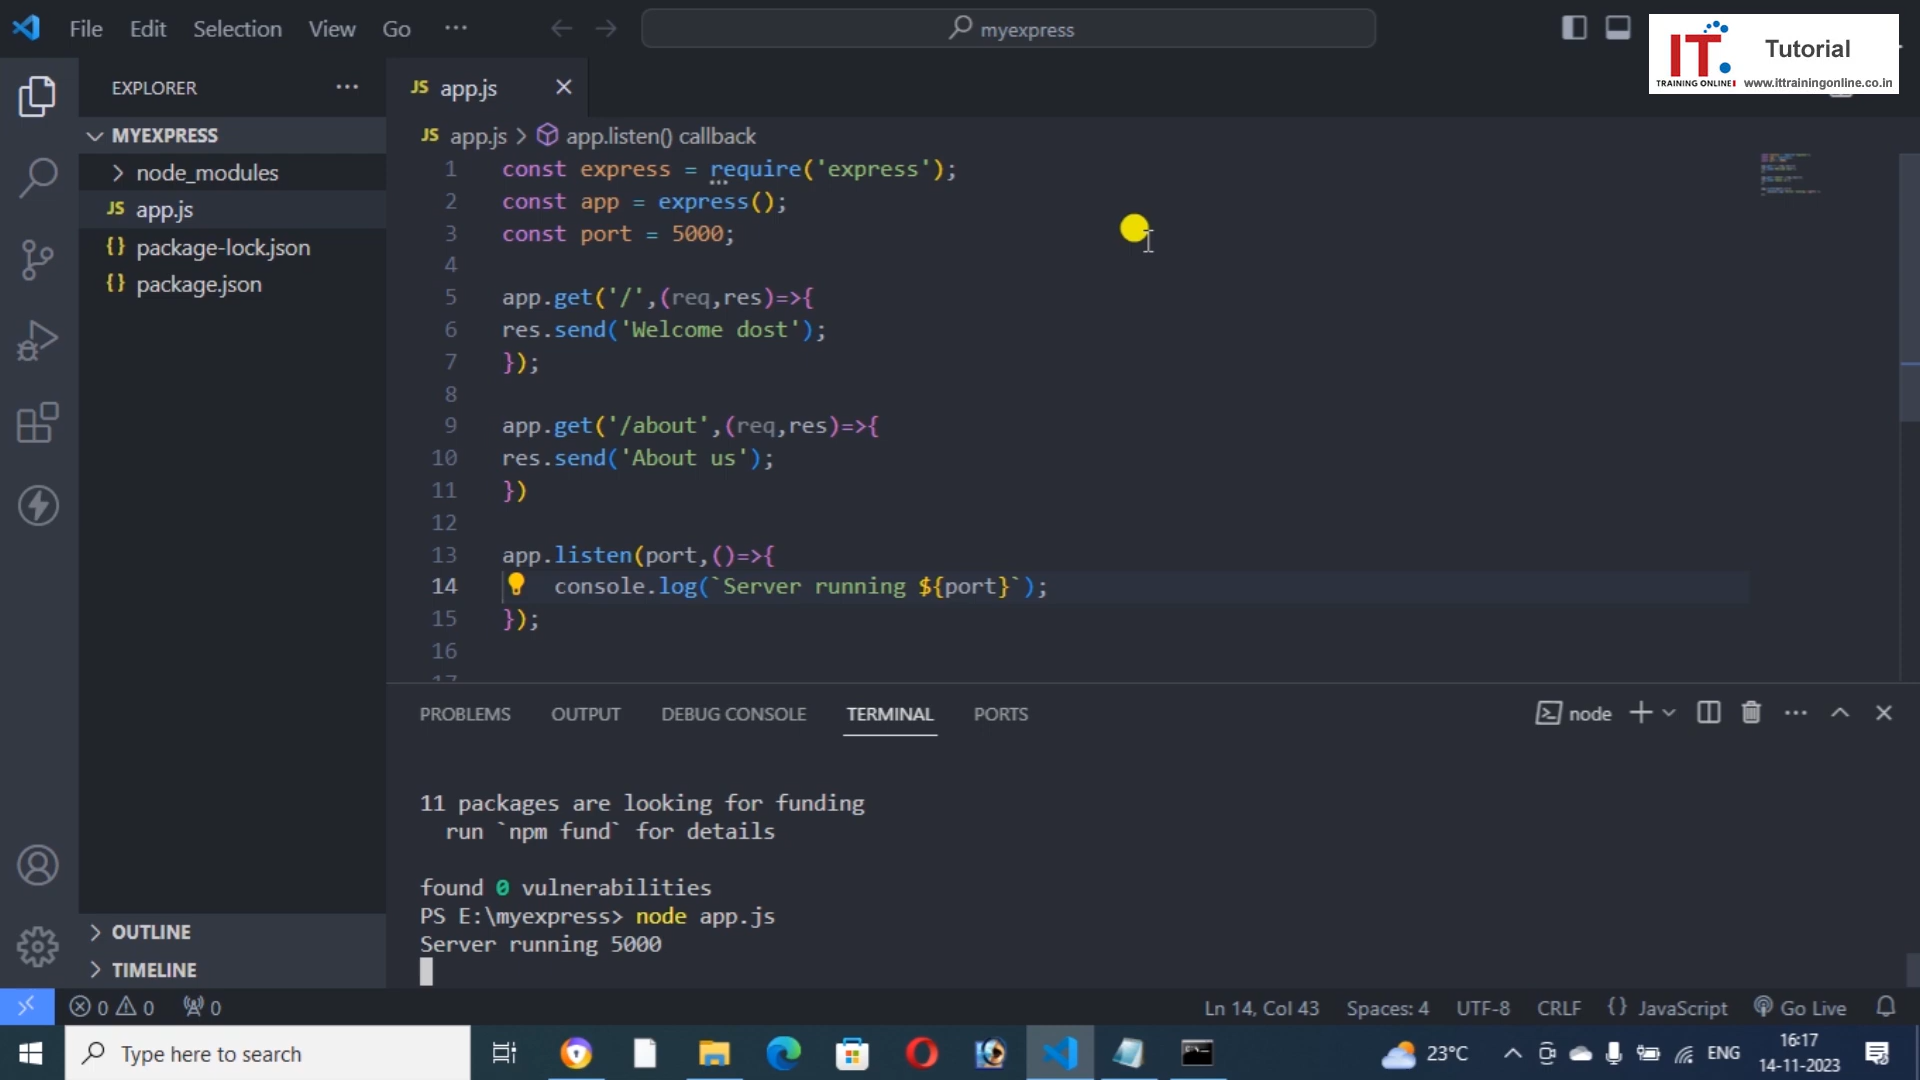 File Edit Selection View Go ···
myexpress
IT. TRAINING ONLINE
Tutorial
www.ittrainingonline.co.in
EXPLORER ···
MYEXPRESS
node_modules
JS app.js
{} package-lock.json
{} package.json
OUTLINE
TIMELINE
JS app.js
JS app.js > app.listen() callback
1 const express = require('express');
2 const app = express();
3 const port = 5000;
4
5 app.get('/',(req,res)=>{
6 res.send('Welcome dost');
7 });
8
9 app.get('/about',(req,res)=>{
10 res.send('About us');
11 })
12
13 app.listen(port,()=>{
14 console.log(`Server running ${port}`);
15 });
16
17
PROBLEMS OUTPUT DEBUG CONSOLE TERMINAL PORTS
node
11 packages are looking for funding
run `npm fund` for details
found 0 vulnerabilities
PS E:\myexpress> node app.js
Server running 5000
0 0 0
Ln 14, Col 43 Spaces: 4 UTF-8 CRLF {} JavaScript Go Live
Type here to search
23°C
ENG
16:17
14-11-2023